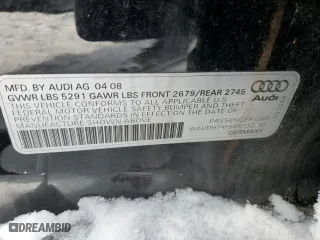 MFD. BY AUDI AG 04 08
GVWR LBS 5291 GAWR LBS FRONT 2679/REAR 2745
THIS VEHICLE CONFORMS TO ALL APPLICABLE U.S.
FEDERAL MOTOR VEHICLE SAFETY, BUMPER AND THEFT
PREVENTION STANDARDS IN EFFECT ON THE DATE OF
MANUFACTURE SHOWN ABOVE.
Audi
PASSENGER CAR
GERMANY
DRIVEHISTORY.COM